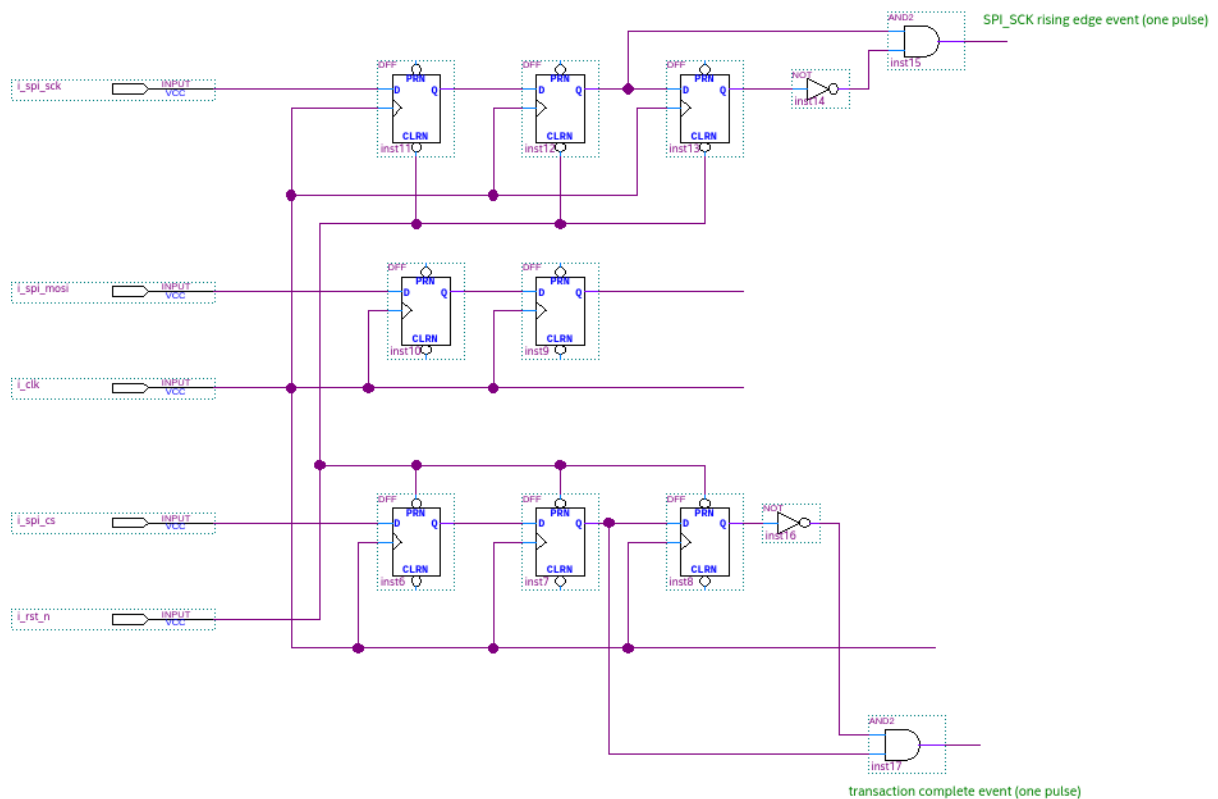 AND2
SPI_SCK rising edge event (one pulse)
inst15
DFF
DFF
DFF
NOT
i_spi_sck
INPUT
VCC
PRN
PRN
PRN
D
Q
D
Q
D
Q
inst14
CLRN
CLRN
CLRN
inst11
inst12
inst13
DFF
DFF
i_spi_mosi
INPUT
VCC
PRN
PRN
D
Q
D
Q
CLRN
CLRN
inst10
inst9
i_clk
INPUT
VCC
DFF
DFF
DFF
NOT
i_spi_cs
INPUT
VCC
PRN
PRN
PRN
D
Q
D
Q
D
Q
inst16
CLRN
CLRN
CLRN
inst6
inst7
inst8
i_rst_n
INPUT
VCC
AND2
inst17
transaction complete event (one pulse)